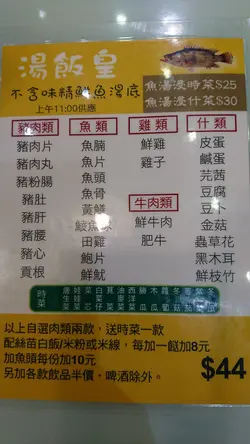 湯飯皇
不含味精鮮魚湯底
上午11:00供應
魚湯浸時菜$25
魚湯浸什菜$30
豬肉類
豬肉片
豬肉丸
豬粉腸
豬肚
豬肝
豬腰
豬心
貢根
魚類
魚腩
魚片
魚頭
魚骨
黃鱔
田雞
鮑片
鮮魷
雞類
鮮雞
雞子
牛肉類
鮮牛肉
肥牛
什類
皮蛋
鹹蛋
芫茜
豆腐
豆卜
金菇
蟲草花
黑木耳
鮮枝竹
時菜
以上自選肉類兩款，送時菜一款
配絲苗白飯/米粉或米線，每加一餸加8元
加魚頭每份加10元
另加各款飲品半價，啤酒除外。
$44